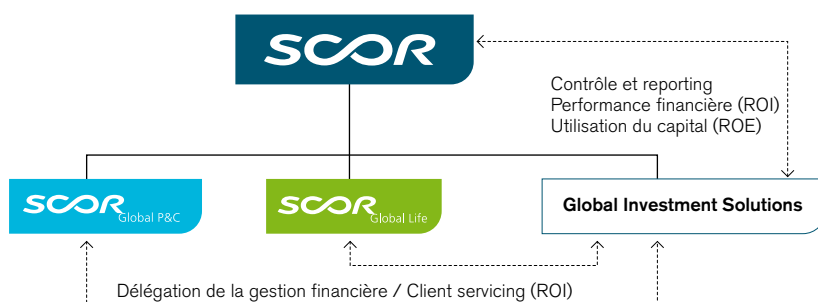 SCOR
Contrôle et reporting
Performance financière (ROI)
Utilisation du capital (ROE)
SCOR
Global P&C
SCOR
Global Life
Global Investment Solutions
Délégation de la gestion financière / Client servicing (ROI)